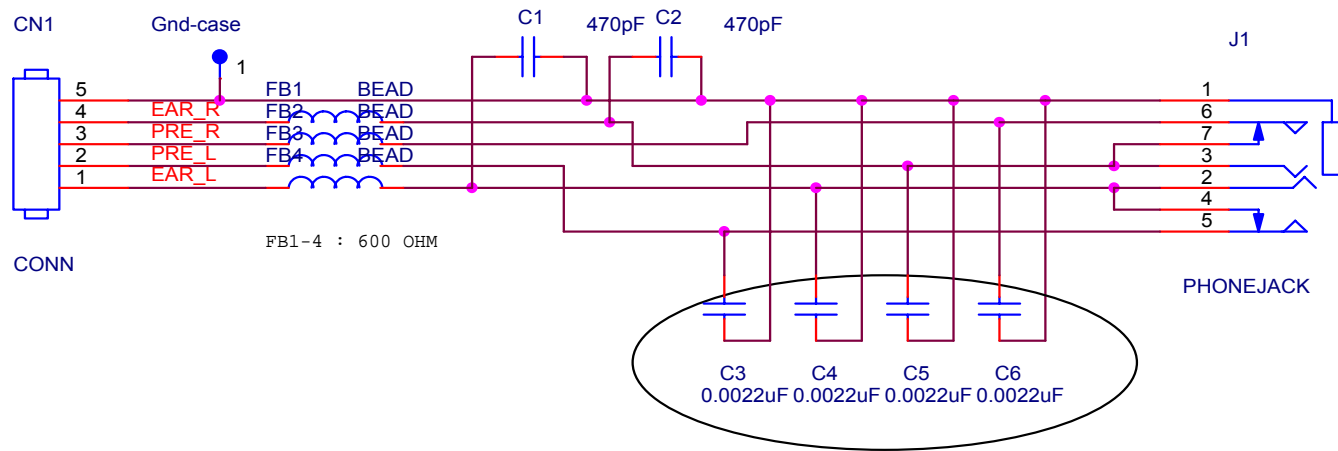 CN1 Gnd-case C1 470pF C2 470pF J1
1
5 FB1 BEAD 1
4 EAR_R FB2 BEAD 6
3 PRE_R FB3 BEAD 7
2 PRE_L FB4 BEAD 3
1 EAR_L 2
4
5
FB1-4 : 600 OHM
CONN
PHONEJACK
C3 C4 C5 C6
0.0022uF 0.0022uF 0.0022uF 0.0022uF